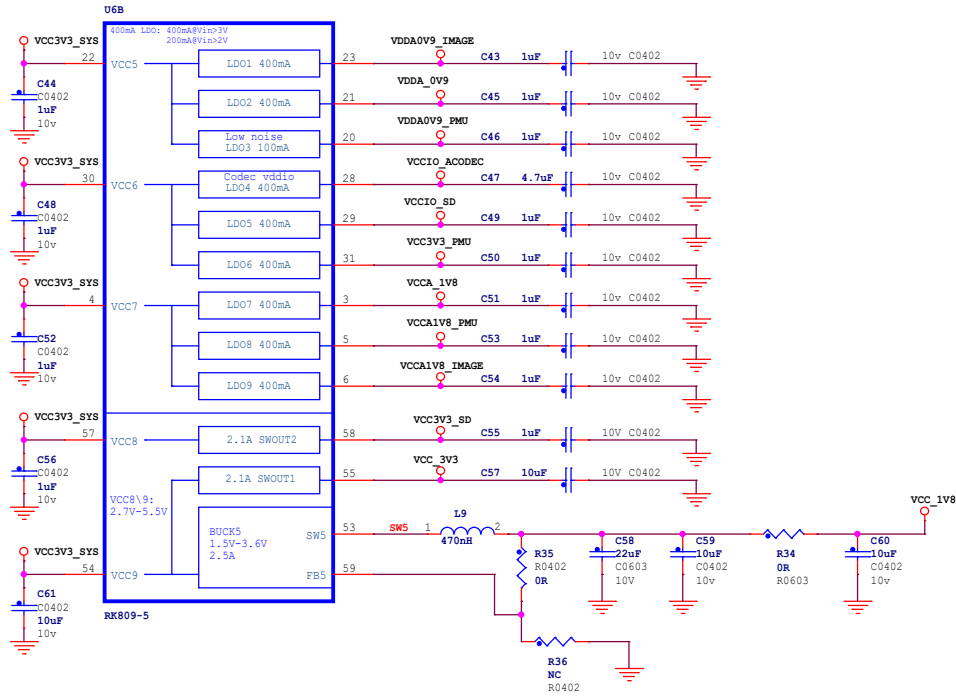 U6B
400mA LDO: 400mA@Vin>3V
200mA@Vin>2V
VCC3V3_SYS
22
VCC5
LDO1 400mA
23
VDDA0V9_IMAGE
C43 1uF
10v C0402
C44
C0402
1uF
10v
LDO2 400mA
21
VDDA_0V9
C45 1uF
10v C0402
Low noise
LDO3 100mA
20
VDDA0V9_PMU
C46 1uF
10v C0402
VCC3V3_SYS
30
VCC6
Codec vddio
LDO4 400mA
28
VCCIO_ACODEC
C47 4.7uF
10v C0402
C48
C0402
1uF
10v
LDO5 400mA
29
VCCIO_SD
C49 1uF
10v C0402
LDO6 400mA
31
VCC3V3_PMU
C50 1uF
10v C0402
VCC3V3_SYS
4
VCC7
LDO7 400mA
3
VCCA_1V8
C51 1uF
10v C0402
C52
C0402
1uF
10v
LDO8 400mA
5
VCCA1V8_PMU
C53 1uF
10v C0402
LDO9 400mA
6
VCCA1V8_IMAGE
C54 1uF
10v C0402
VCC3V3_SYS
57
VCC8
2.1A SWOUT2
58
VCC3V3_SD
C55 1uF
10V C0402
C56
C0402
1uF
10v
2.1A SWOUT1
55
VCC_3V3
C57 10uF
10V C0402
VCC8\9:
2.7V-5.5V
BUCK5
1.5V-3.6V
2.5A
SW5
53
SW5
1
L9
470nH
2
VCC_1V8
R35
R0402
0R
C58
22uF
C0603
10V
C59
10uF
C0402
10v
R34
0R
R0603
C60
10uF
C0402
10v
VCC3V3_SYS
54
VCC9
FB5
59
C61
C0402
10uF
10v
RK809-5
R36
NC
R0402